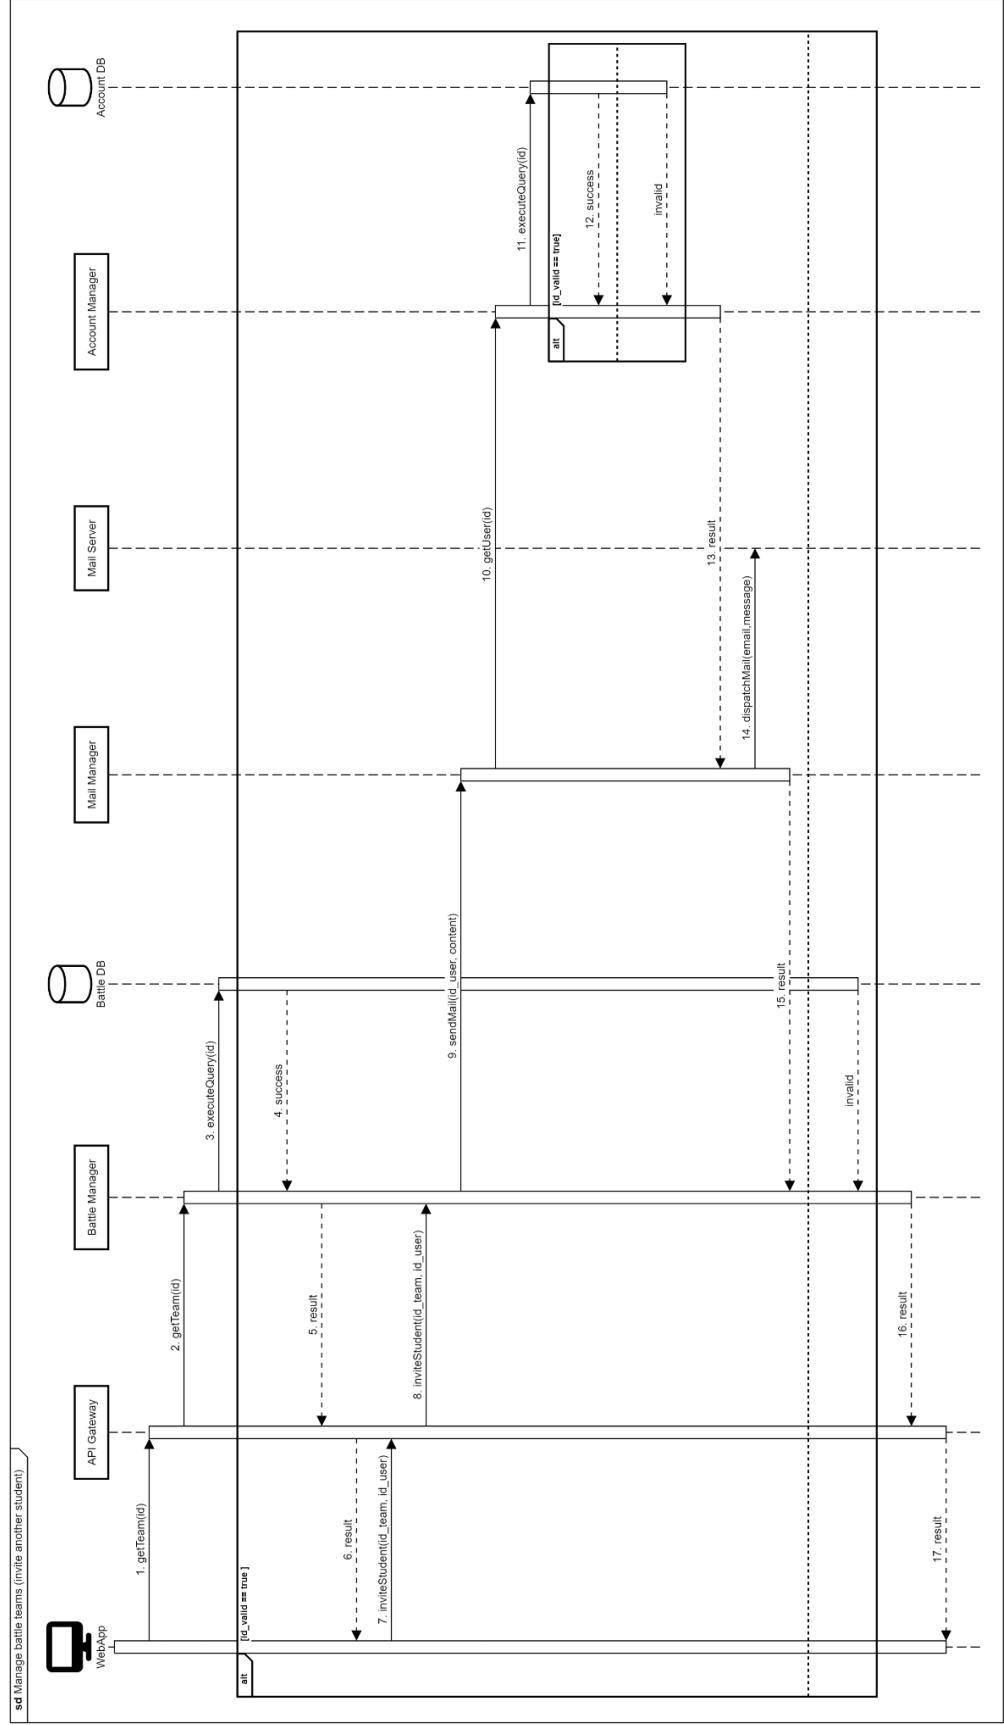 sd Manage battle teams (invite another student)
WebApp
API Gateway
Battle Manager
Battle DB
Mail Manager
Mail Server
Account Manager
Account DB
1. getTeam(id)
2. getTeam(id)
3. executeQuery(id)
alt
[id_valid == true ]
4. success
5. result
6. result
7. inviteStudent(id_team, id_user)
8. inviteStudent(id_team, id_user)
9. sendMail(id_user, content)
10. getUser(id)
11. executeQuery(id)
alt
[id_valid == true]
12. success
invalid
13. result
14. dispatchMail(email,message)
15. result
invalid
16. result
17. result